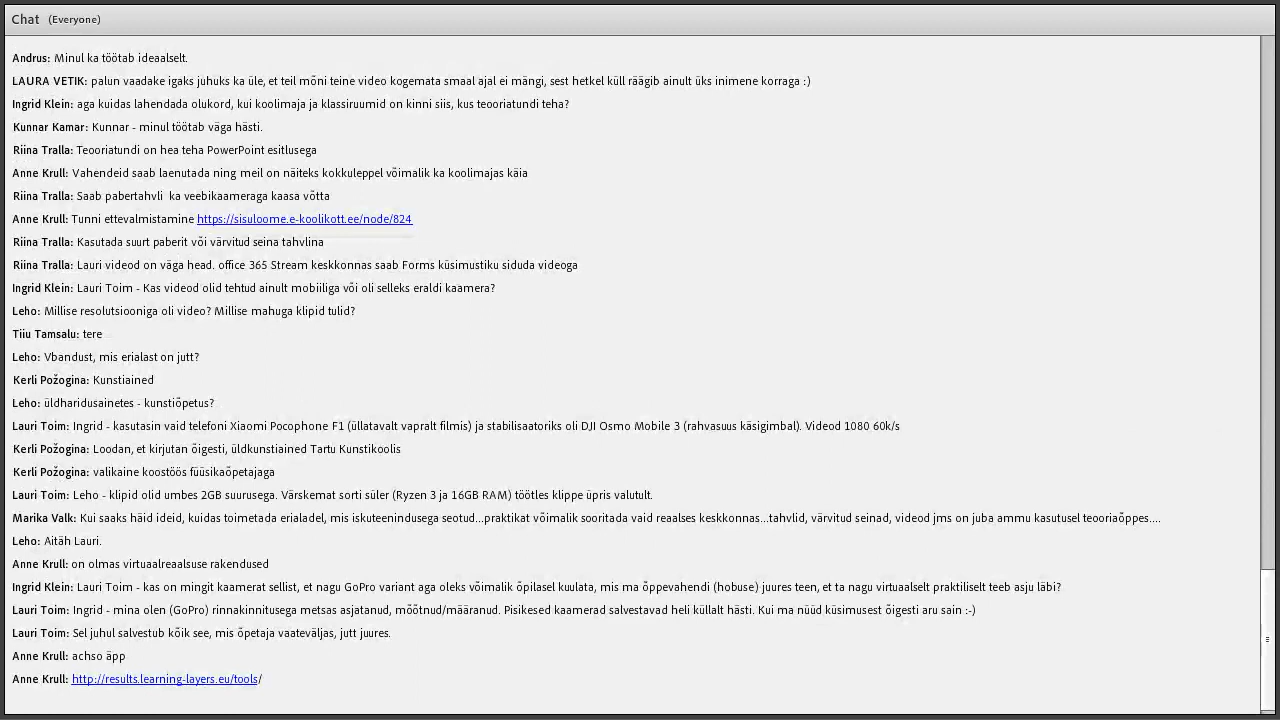 Chat (Everyone)
Andrus: Minul ka töötab ideaalselt.
LAURA VETIK: palun vaadake igaks juhuks ka üle, et teil mõni teine video kogemata smaal ajal ei mängi, sest hetkel küll räägib ainult üks inimene korraga :)
Ingrid Klein: aga kuidas lahendada olukord, kui koolimaja ja klassiruumid on kinni siis, kus teooriatundi teha?
Kunnar Kamar: Kunnar - minul töötab väga hästi.
Riina Tralla: Teooriatundi on hea teha PowerPoint esitlusega
Anne Krull: Vahendeid saab laenutada ning meil on näiteks kokkuleppel võimalik ka koolimajas käia
Riina Tralla: Saab pabertahvli ka veebikaameraga kaasa võtta
Anne Krull: Tunni ettevalmistamine https://sisuloome.e-koolikott.ee/node/824
Riina Tralla: Kasutada suurt paberit või värvitud seina tahvlina
Riina Tralla: Lauri videod on väga head. office 365 Stream keskkonnas saab Forms küsimustiku siduda videoga
Ingrid Klein: Lauri Toim - Kas videod olid tehtud ainult mobiiliga või oli selleks eraldi kaamera?
Leho: Millise resolutsiooniga oli video? Millise mahuga klipid tulid?
Tiiu Tamsalu: tere
Leho: Vbandust, mis erialast on jutt?
Kerli Požogina: Kunstiained
Leho: üldharidusainetes - kunstiõpetus?
Lauri Toim: Ingrid - kasutasin vaid telefoni Xiaomi Pocophone F1 (üllatavalt vapralt filmis) ja stabilisaatoriks oli DJI Osmo Mobile 3 (rahvasuus käsigimbal). Videod 1080 60k/s
Kerli Požogina: Loodan, et kirjutan õigesti, üldkunstiained Tartu Kunstikoolis
Kerli Požogina: valikaine koostöös füüsikaõpetajaga
Lauri Toim: Leho - klipid olid umbes 2GB suurusega. Värskemat sorti süler (Ryzen 3 ja 16GB RAM) töötles klippe üpris valutult.
Marika Valk: Kui saaks häid ideid, kuidas toimetada erialadel, mis iskuteenindusega seotud...praktikat võimalik sooritada vaid reaalses keskkonnas...tahvlid, värvitud seinad, videod jms on juba ammu kasutusel teooriaõppes....
Leho: Aitäh Lauri.
Anne Krull: on olmas virtuaalreaalsuse rakendused
Ingrid Klein: Lauri Toim - kas on mingit kaamerat sellist, et nagu GoPro variant aga oleks võimalik õpilasel kuulata, mis ma õppevahendi (hobuse) juures teen, et ta nagu virtuaalselt praktiliselt teeb asju läbi?
Lauri Toim: Ingrid - mina olen (GoPro) rinnakinnitusega metsas asjatanud, mõõtnud/määranud. Pisikesed kaamerad salvestavad heli küllalt hästi. Kui ma nüüd küsimusest õigesti aru sain :-)
Lauri Toim: Sel juhul salvestub kõik see, mis õpetaja vaateväljas, jutt juures.
Anne Krull: achso äpp
Anne Krull: http://results.learning-layers.eu/tools/